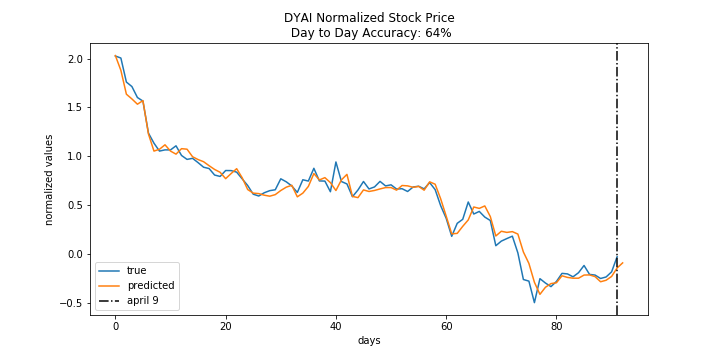 DYAI Normalized Stock Price
Day to Day Accuracy: 64%
normalized values
2.0
1.5
1.0
0.5
0.0
−0.5
true
predicted
april 9
0
20
40
60
80
days